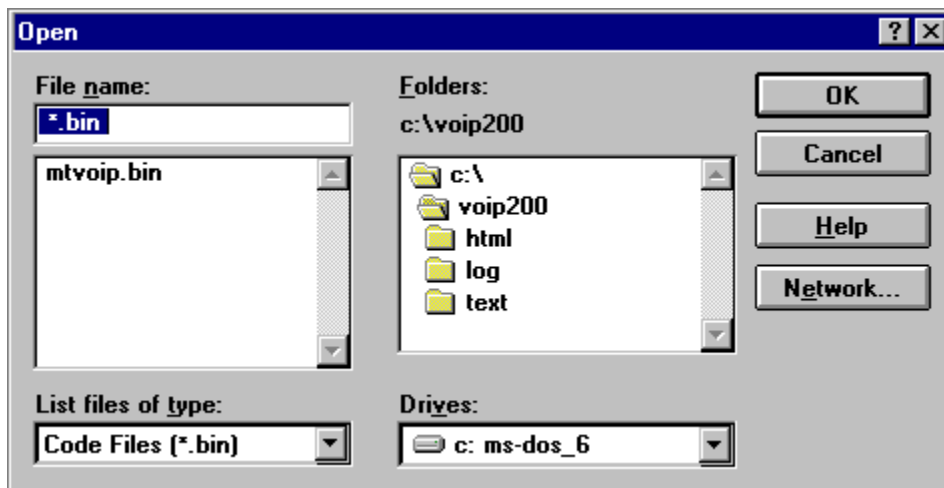 Open
File name:
*.bin
mtvoip.bin
List files of type:
Code Files (*.bin)
Folders:
c:\voip200
c:\
voip200
html
log
text
Drives:
c: ms-dos_6
OK
Cancel
Help
Network...